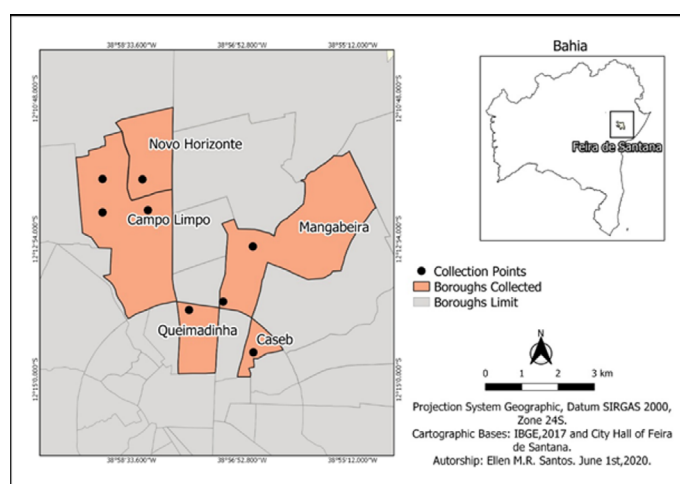 38°58'33.600"W 38°56'52.800"W 38°55'12.000"W
12°10'48.000"S 12°10'48.000"S
Novo Horizonte
Campo Limpo
Mangabeira
12°12'54.000"S 12°12'54.000"S
Queimadinha
Caseb
12°15'0.000"S 12°15'0.000"S
38°58'33.600"W 38°56'52.800"W 38°55'12.000"W
Bahia
Feira de Santana
Collection Points
Boroughs Collected
Boroughs Limit
N
0 1 2 3 km
Projection System Geographic, Datum SIRGAS 2000,
Zone 24S.
Cartographic Bases: IBGE,2017 and City Hall of Feira
de Santana.
Autorship: Ellen M.R. Santos. June 1st,2020.